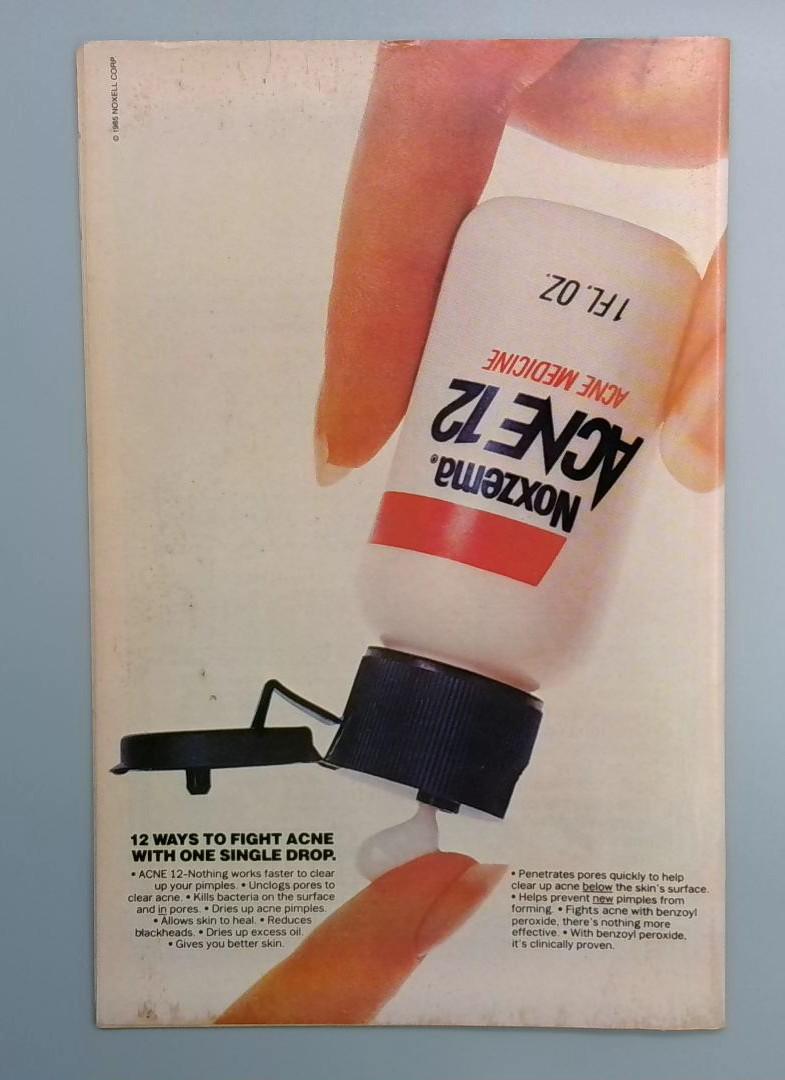 © 1985 NOXELL CORP
1 FL. OZ.
ACNE MEDICINE
ACNE 12
Noxzema®
12 WAYS TO FIGHT ACNE
WITH ONE SINGLE DROP.
• ACNE 12-Nothing works faster to clear
up your pimples. • Unclogs pores to
clear acne. • Kills bacteria on the surface
and in pores. • Dries up acne pimples.
• Allows skin to heal. • Reduces
blackheads. • Dries up excess oil.
• Gives you better skin.
• Penetrates pores quickly to help
clear up acne below the skin's surface.
• Helps prevent new pimples from
forming. • Fights acne with benzoyl
peroxide, there's nothing more
effective. • With benzoyl peroxide,
it's clinically proven.